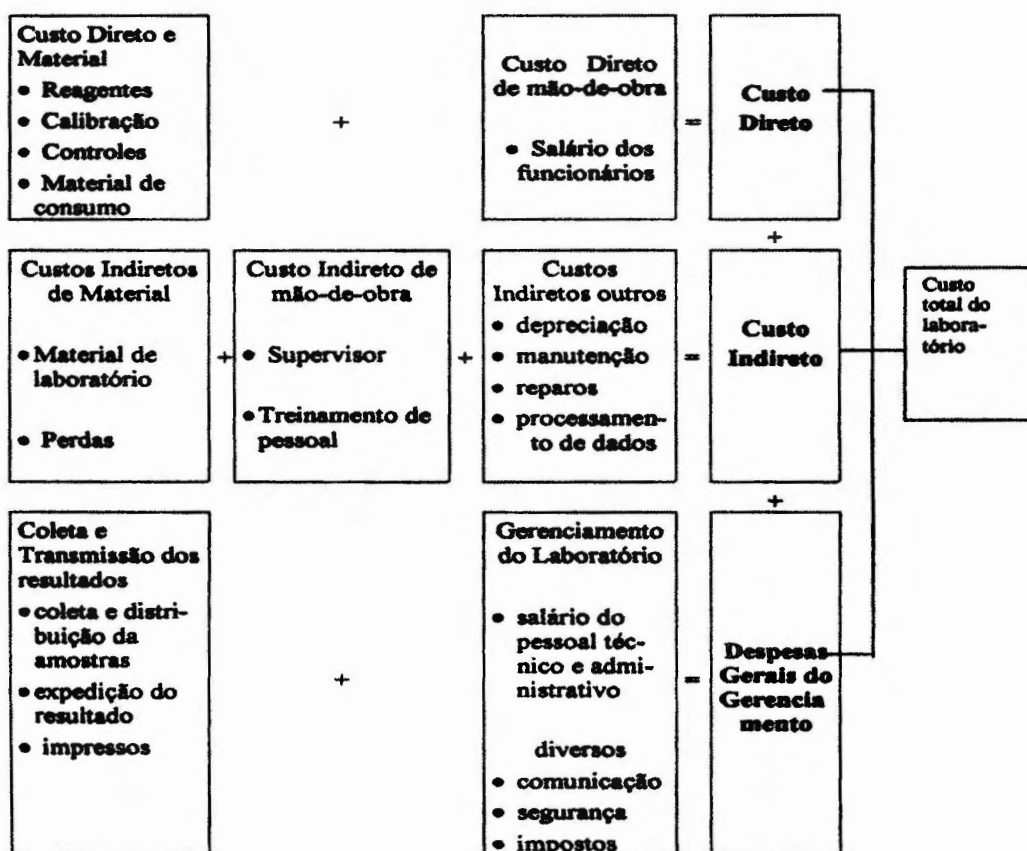 Custo Direto e
Material
• Reagentes
• Calibração
• Controles
• Material de
consumo
+
Custo Direto
de mão-de-obra
• Salário dos
funcionários
=
Custo
Direto
+
Custos Indiretos
de Material
• Material de
laboratório
• Perdas
+
Custo Indireto de
mão-de-obra
• Supervisor
• Treinamento de
pessoal
+
Custos
Indiretos outros
• depreciação
• manutenção
• reparos
• processamen-
to de dados
=
Custo
Indireto
Custo
total do
labora-
tório
+
Coleta e
Transmissão dos
resultados
• coleta e distri-
buição da
amostras
• expedição do
resultado
• impressos
+
Gerenciamento
do Laboratório
• salário do
pessoal téc-
nico e admi-
nistrativo
diversos
• comunicação
• segurança
• impostos
=
Despesas
Gerais do
Gerencia
mento